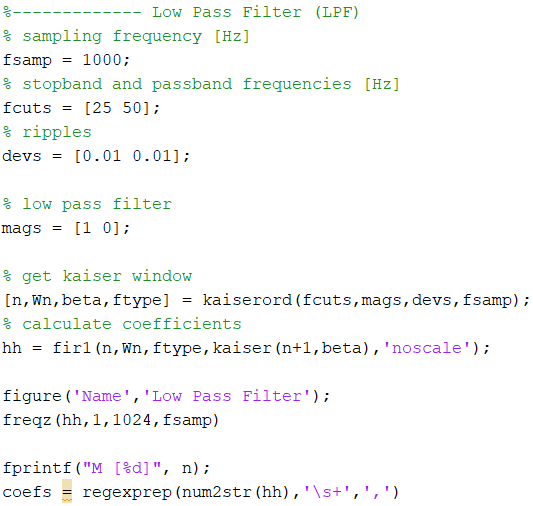 %------------- Low Pass Filter (LPF)
% sampling frequency [Hz]
fsamp = 1000;
% stopband and passband frequencies [Hz]
fcuts = [25 50];
% ripples
devs = [0.01 0.01];
% low pass filter
mags = [1 0];
% get kaiser window
[n,Wn,beta,ftype] = kaiserord(fcuts,mags,devs,fsamp);
% calculate coefficients
hh = fir1(n,Wn,ftype,kaiser(n+1,beta),'noscale');
figure('Name','Low Pass Filter');
freqz(hh,1,1024,fsamp)
fprintf("M [%d]", n);
coefs = regexprep(num2str(hh),'\s+',',')